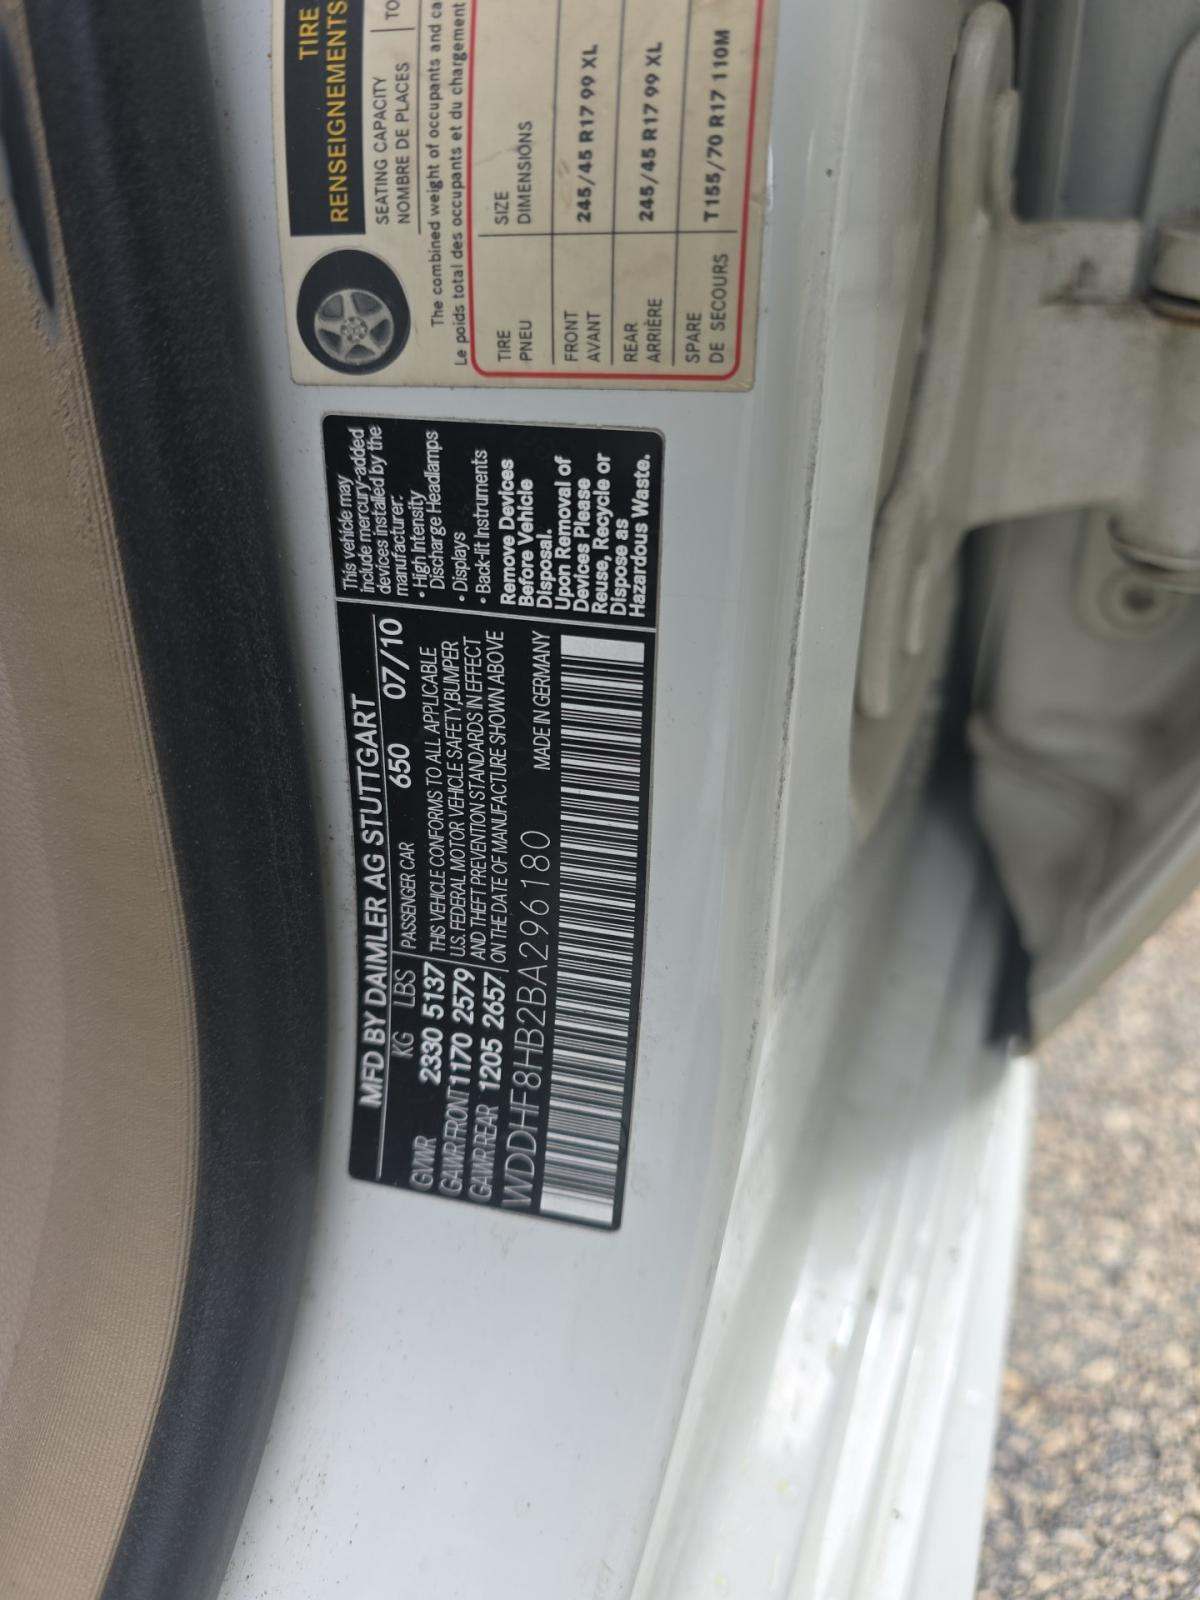 MFD BY DAIMLER AG STUTTGART
KG LBS PASSENGER CAR 650 07/10
GVWR 2330 5137 THIS VEHICLE CONFORMS TO ALL APPLICABLE
GAWR FRONT 1170 2579 U.S. FEDERAL MOTOR VEHICLE SAFETY, BUMPER
GAWR REAR 1205 2657 AND THEFT PREVENTION STANDARDS IN EFFECT
ON THE DATE OF MANUFACTURE SHOWN ABOVE
WDDHF8HB2BA296180 MADE IN GERMANY
This vehicle may
include mercury-added
devices installed by the
manufacturer:
• High Intensity
Discharge Headlamps
• Displays
• Back-lit Instruments
Remove Devices
Before Vehicle
Disposal.
Upon Removal of
Devices Please
Reuse, Recycle or
Dispose as
Hazardous Waste.
TIRE
RENSEIGNEMENTS
SEATING CAPACITY
NOMBRE DE PLACES
TO
The combined weight of occupants and ca
Le poids total des occupants et du chargement
TIRE SIZE
PNEU DIMENSIONS
FRONT 245/45 R17 99 XL
AVANT
REAR 245/45 R17 99 XL
ARRIÈRE
SPARE T155/70 R17 110M
DE SECOURS